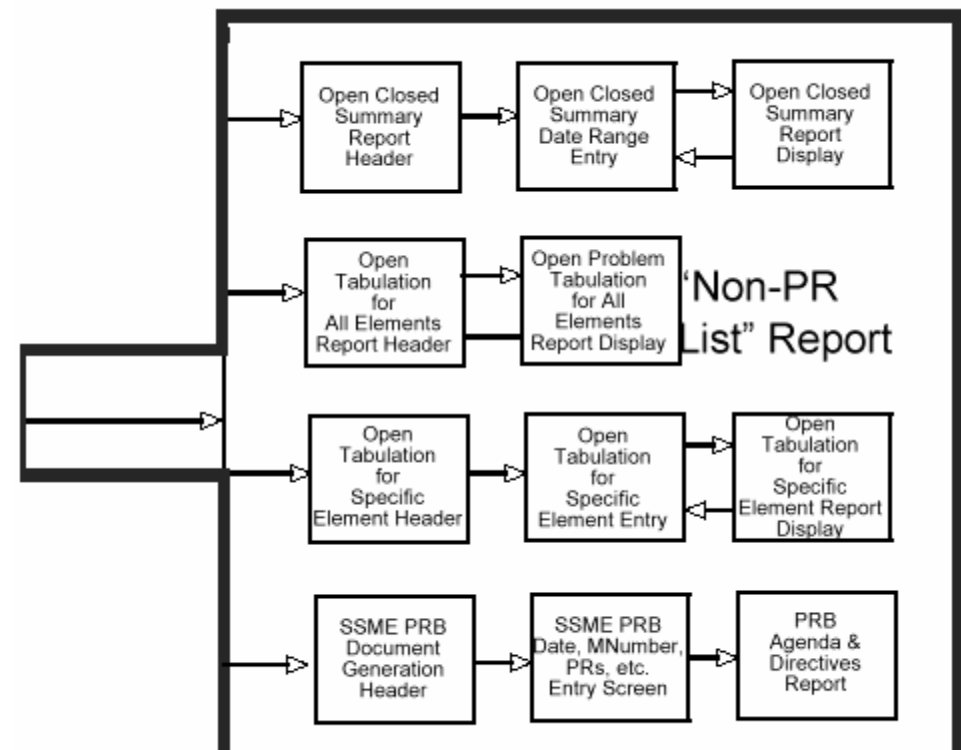 Open Closed
Summary
Report
Header
Open Closed
Summary
Date Range
Entry
Open Closed
Summary
Report
Display
Open
Tabulation
for
All Elements
Report Header
Open Problem
Tabulation
for All
Elements
Report Display
‘Non-PR
List” Report
Open
Tabulation
for
Specific
Element Header
Open
Tabulation
for
Specific
Element Entry
Open
Tabulation
for
Specific
Element Report
Display
SSME PRB
Document
Generation
Header
SSME PRB
Date, MNumber,
PRs, etc.
Entry Screen
PRB
Agenda &
Directives
Report